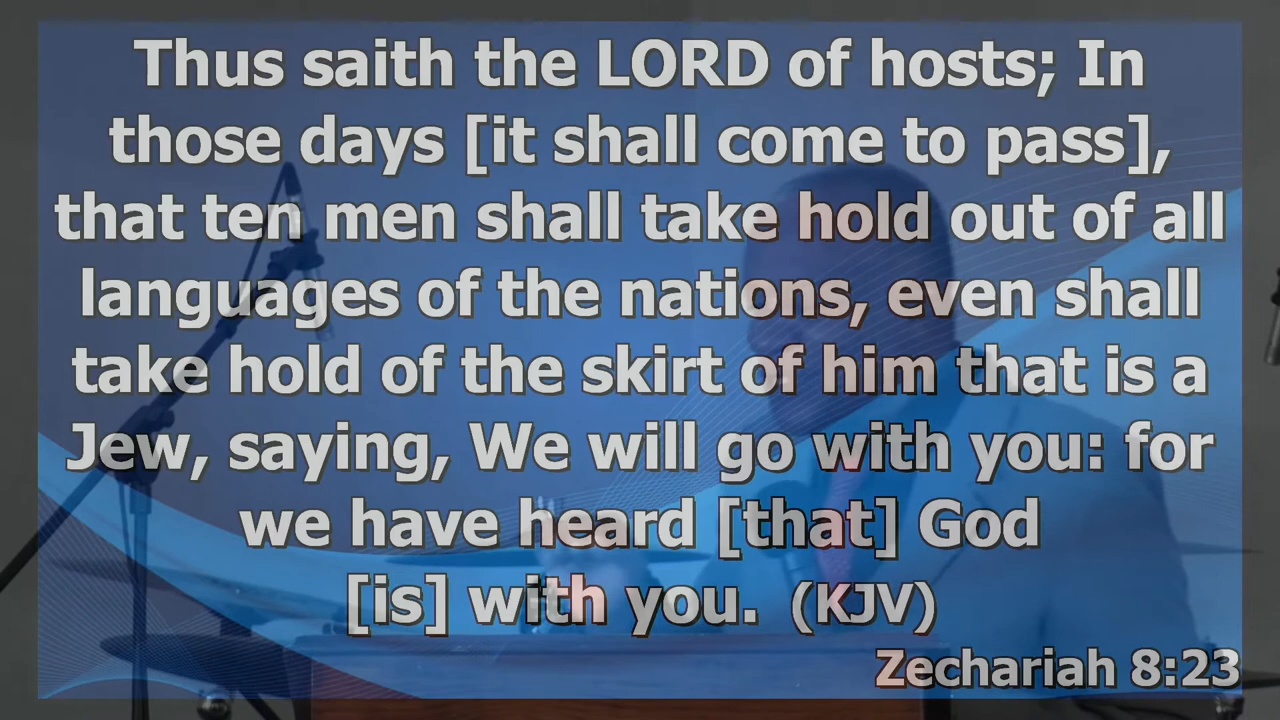 Thus saith the LORD of hosts; In
those days [it shall come to pass],
that ten men shall take hold out of all
languages of the nations, even shall
take hold of the skirt of him that is a
Jew, saying, We will go with you: for
we have heard [that] God
[is] with you. (KJV)
Zechariah 8:23